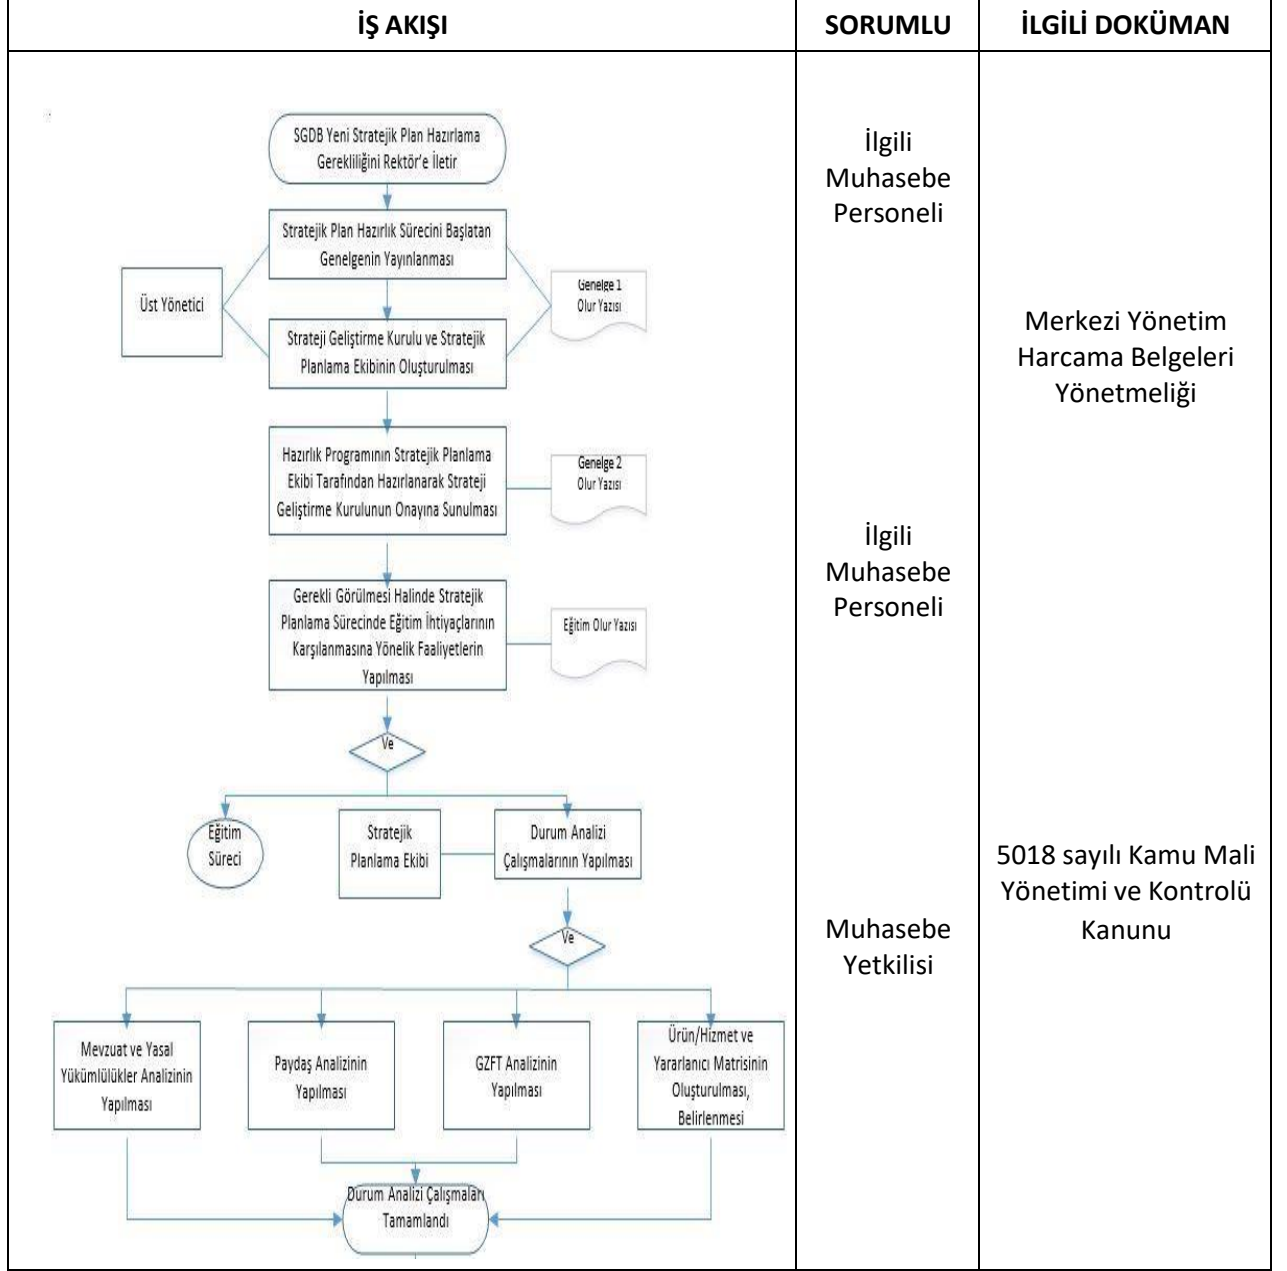 İŞ AKIŞI
SORUMLU
İLGİLİ DOKÜMAN
SGDB Yeni Stratejik Plan Hazırlama
Gerekliliğini Rektör'e İletir
Stratejik Plan Hazırlık Sürecini Başlatan
Genelgenin Yayınlanması
Üst Yönetici
Genelge 1
Olur Yazısı
Strateji Geliştirme Kurulu ve Stratejik
Planlama Ekibinin Oluşturulması
Hazırlık Programının Stratejik Planlama
Ekibi Tarafından Hazırlanarak Strateji
Geliştirme Kurulunun Onayına Sunulması
Genelge 2
Olur Yazısı
Gerekli Görülmesi Halinde Stratejik
Planlama Sürecinde Eğitim İhtiyaçlarının
Karşılanmasına Yönelik Faaliyetlerin
Yapılması
Eğitim Olur Yazısı
Ve
Eğitim
Süreci
Stratejik
Planlama Ekibi
Durum Analizi
Çalışmalarının Yapılması
Ve
Mevzuat ve Yasal
Yükümlülükler Analizinin
Yapılması
Paydaş Analizinin
Yapılması
GZFT Analizinin
Yapılması
Ürün/Hizmet ve
Yararlanıcı Matrisinin
Oluşturulması,
Belirlenmesi
Durum Analizi Çalışmaları
Tamamlandı
İlgili
Muhasebe
Personeli
İlgili
Muhasebe
Personeli
Muhasebe
Yetkilisi
Merkezi Yönetim
Harcama Belgeleri
Yönetmeliği
5018 sayılı Kamu Mali
Yönetimi ve Kontrolü
Kanunu